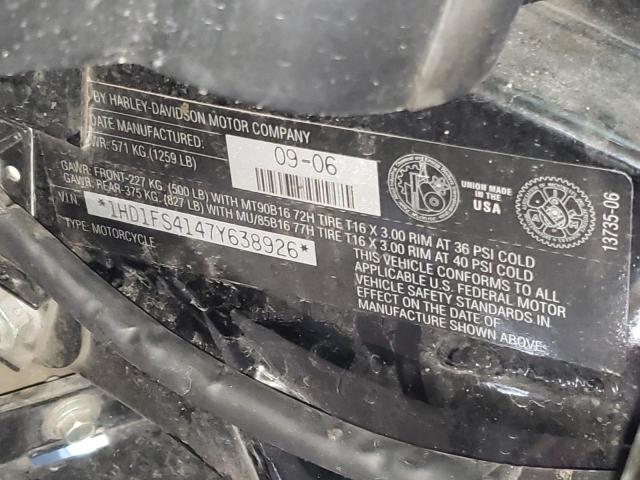 BY HARLEY-DAVIDSON MOTOR COMPANY
DATE MANUFACTURED:
09-06
WR: 571 KG.(1259 LB)
GAWR: FRONT-227 KG. (500 LB) WITH MT90B16 72H TIRE T16 X 3.00 RIM AT 36 PSI COLD
GAWR: REAR-375 KG. (827 LB) WITH MU/85B16 77H TIRE T16 X 3.00 RIM AT 40 PSI COLD
V.I.N.
*1HD1FS4147Y638926*
TYPE: MOTORCYCLE
THIS VEHICLE CONFORMS TO ALL
APPLICABLE U.S. FEDERAL MOTOR
VEHICLE SAFETY STANDARDS IN
EFFECT ON THE DATE OF
MANUFACTURE SHOWN ABOVE.
UNION MADE
IN THE
USA
13735-06